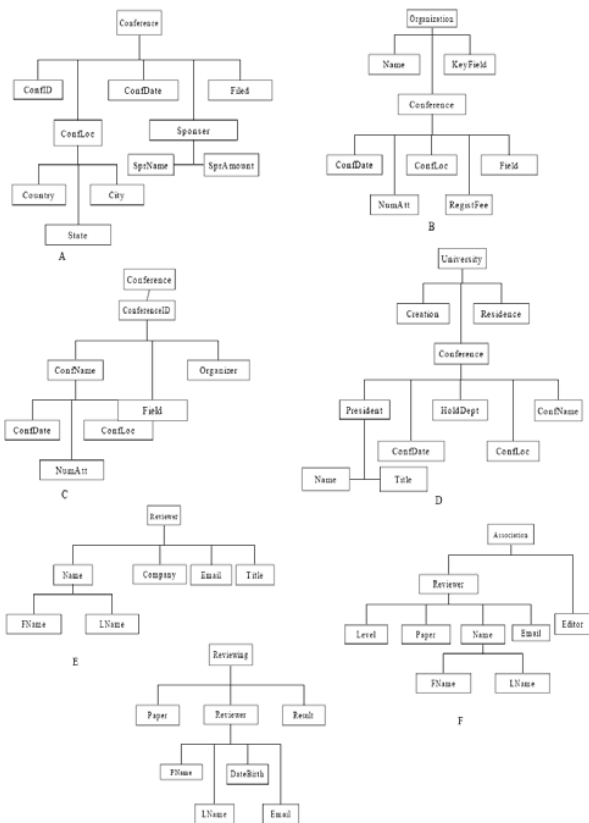 Conference
ConfID
ConfDate
Filed
ConfLoc
Sponser
SprName
SprAmount
Country
City
State
A
Organization
Name
KeyField
Conference
ConfDate
ConfLoc
Field
NumAtt
RegistFee
B
Conference
ConferenceID
ConfName
Organizer
Field
ConfDate
ConfLoc
NumAtt
C
University
Creation
Residence
Conference
President
HoldDept
ConfName
ConfDate
ConfLoc
Name
Title
D
Reviewer
Name
Company
Email
Title
FName
LName
E
Association
Reviewer
Editor
Level
Paper
Name
Email
FName
LName
F
Reviewing
Paper
Reviewer
Result
FName
DateBirth
LName
Email